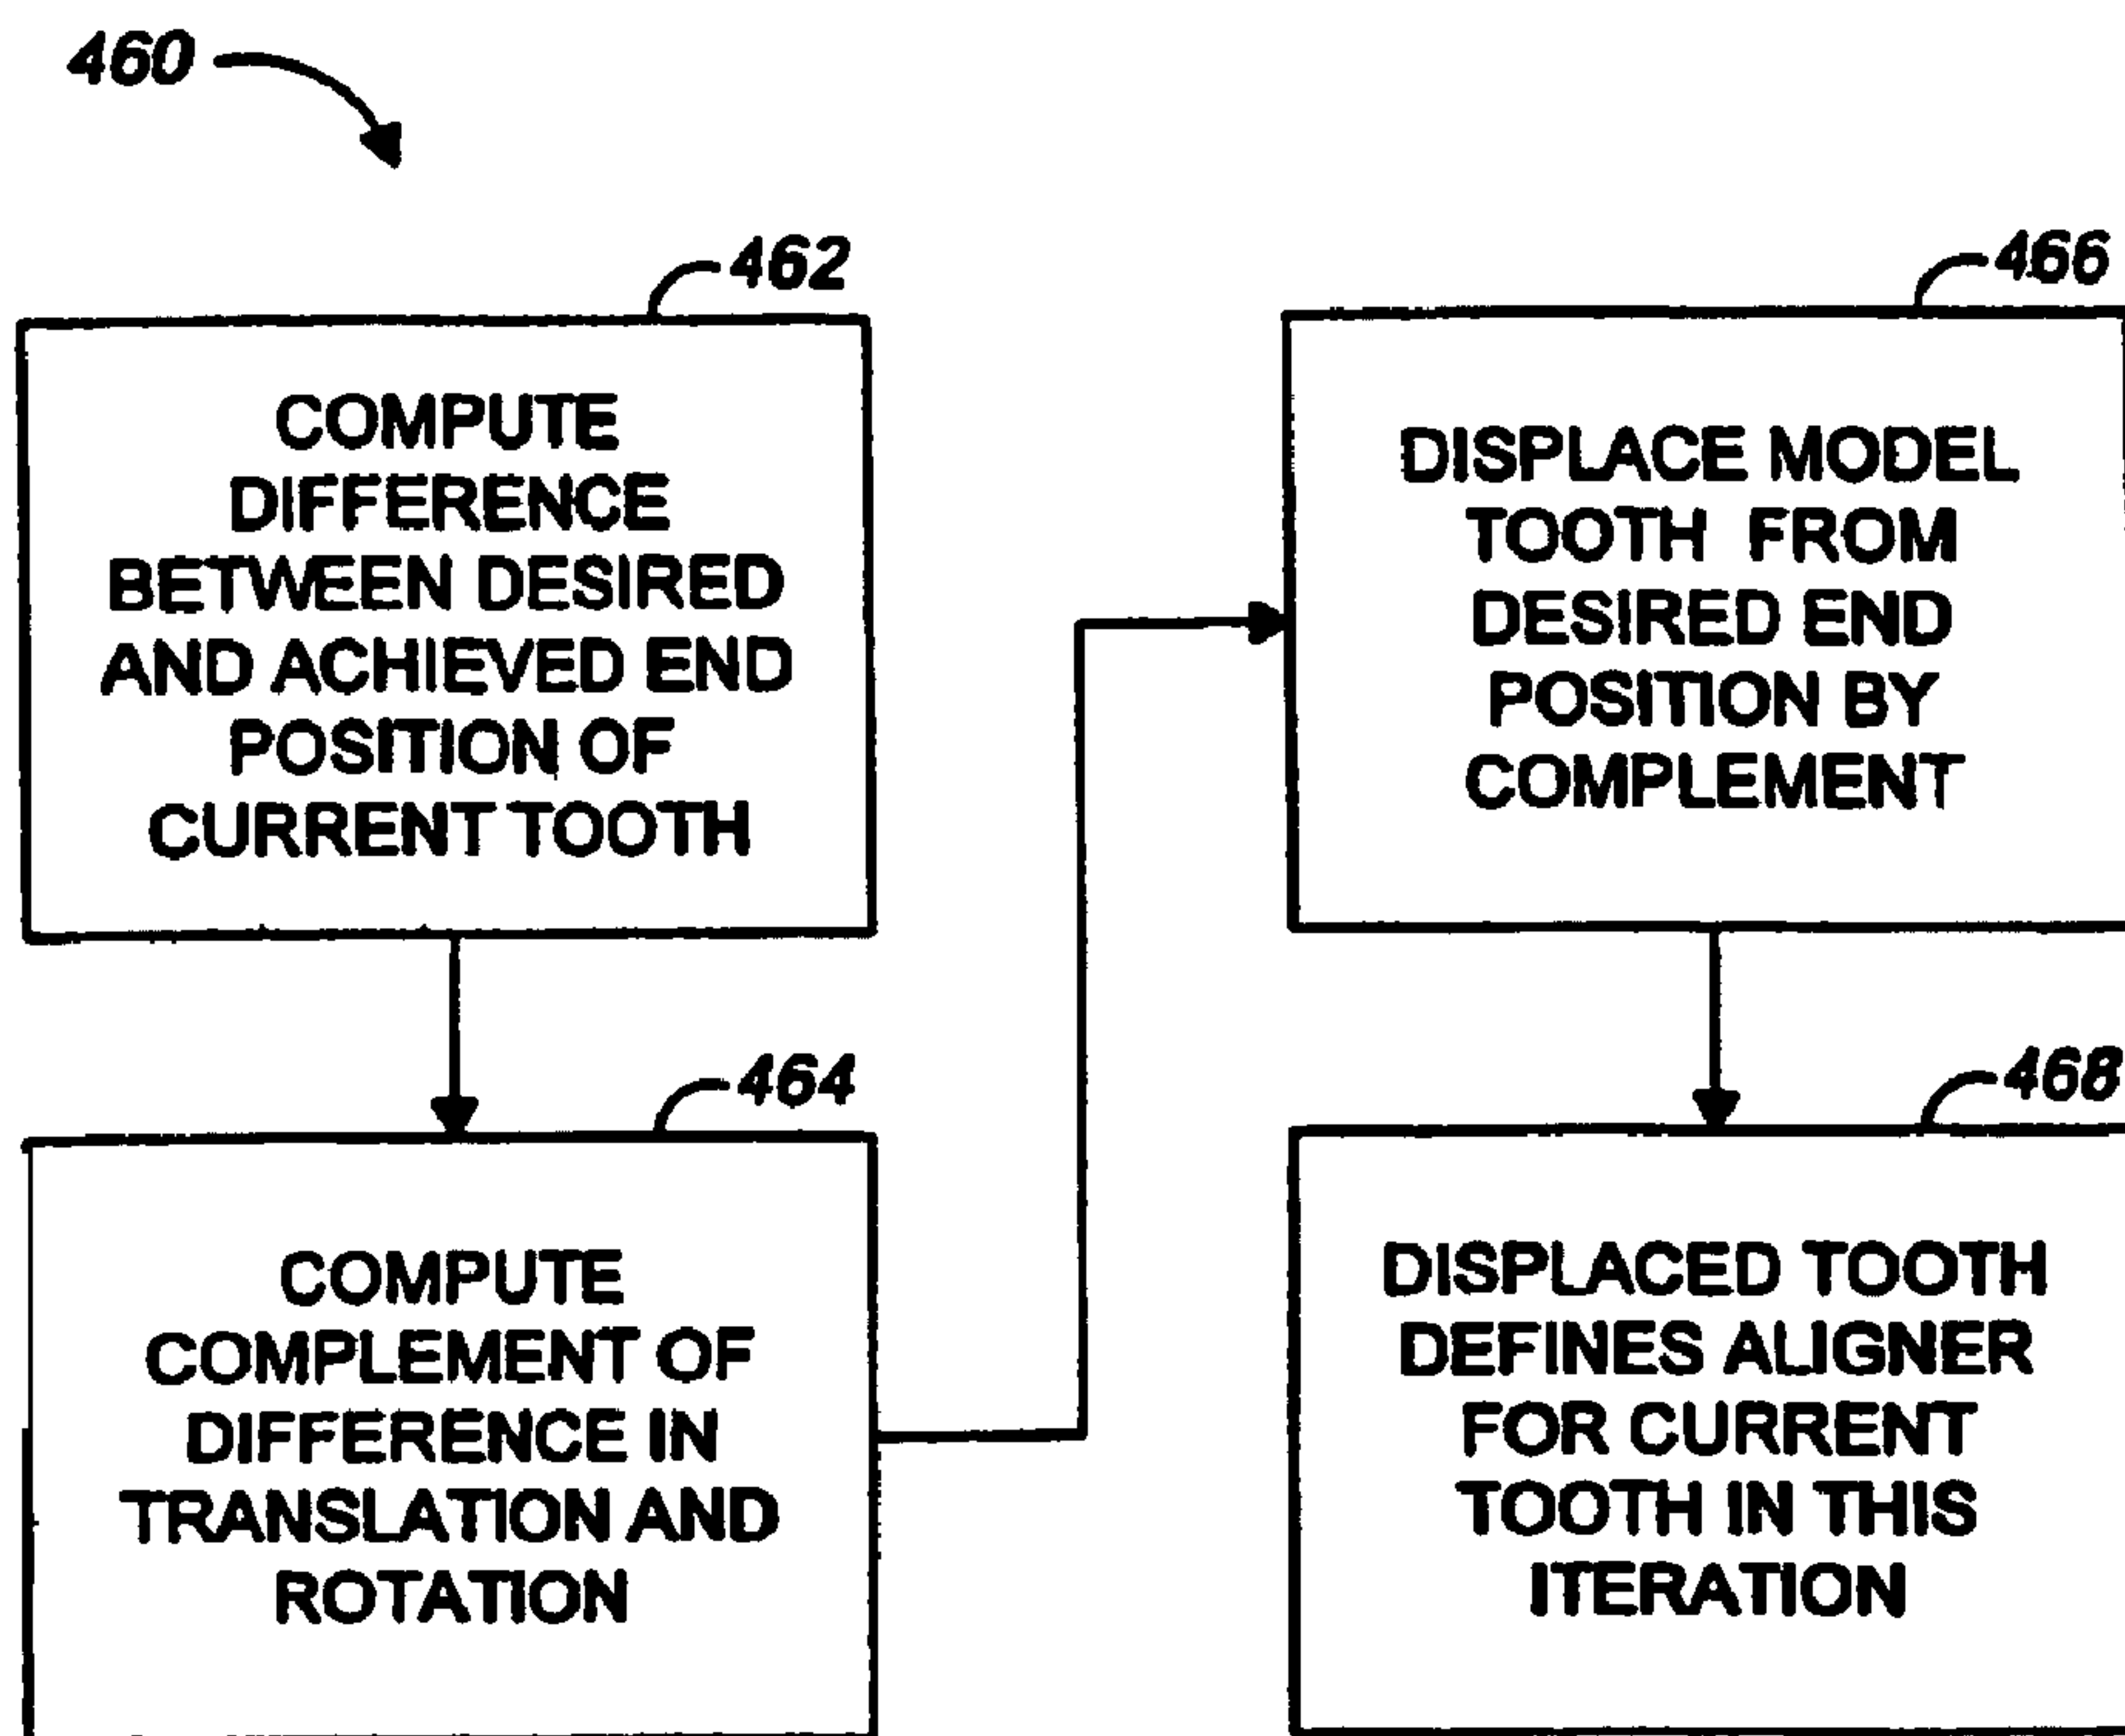 460
462
COMPUTE
DIFFERENCE
BETWEEN DESIRED
AND ACHIEVED END
POSITION OF
CURRENT TOOTH
464
COMPUTE
COMPLEMENT OF
DIFFERENCE IN
TRANSLATION AND
ROTATION
466
DISPLACE MODEL
TOOTH FROM
DESIRED END
POSITION BY
COMPLEMENT
468
DISPLACED TOOTH
DEFINES ALIGNER
FOR CURRENT
TOOTH IN THIS
ITERATION